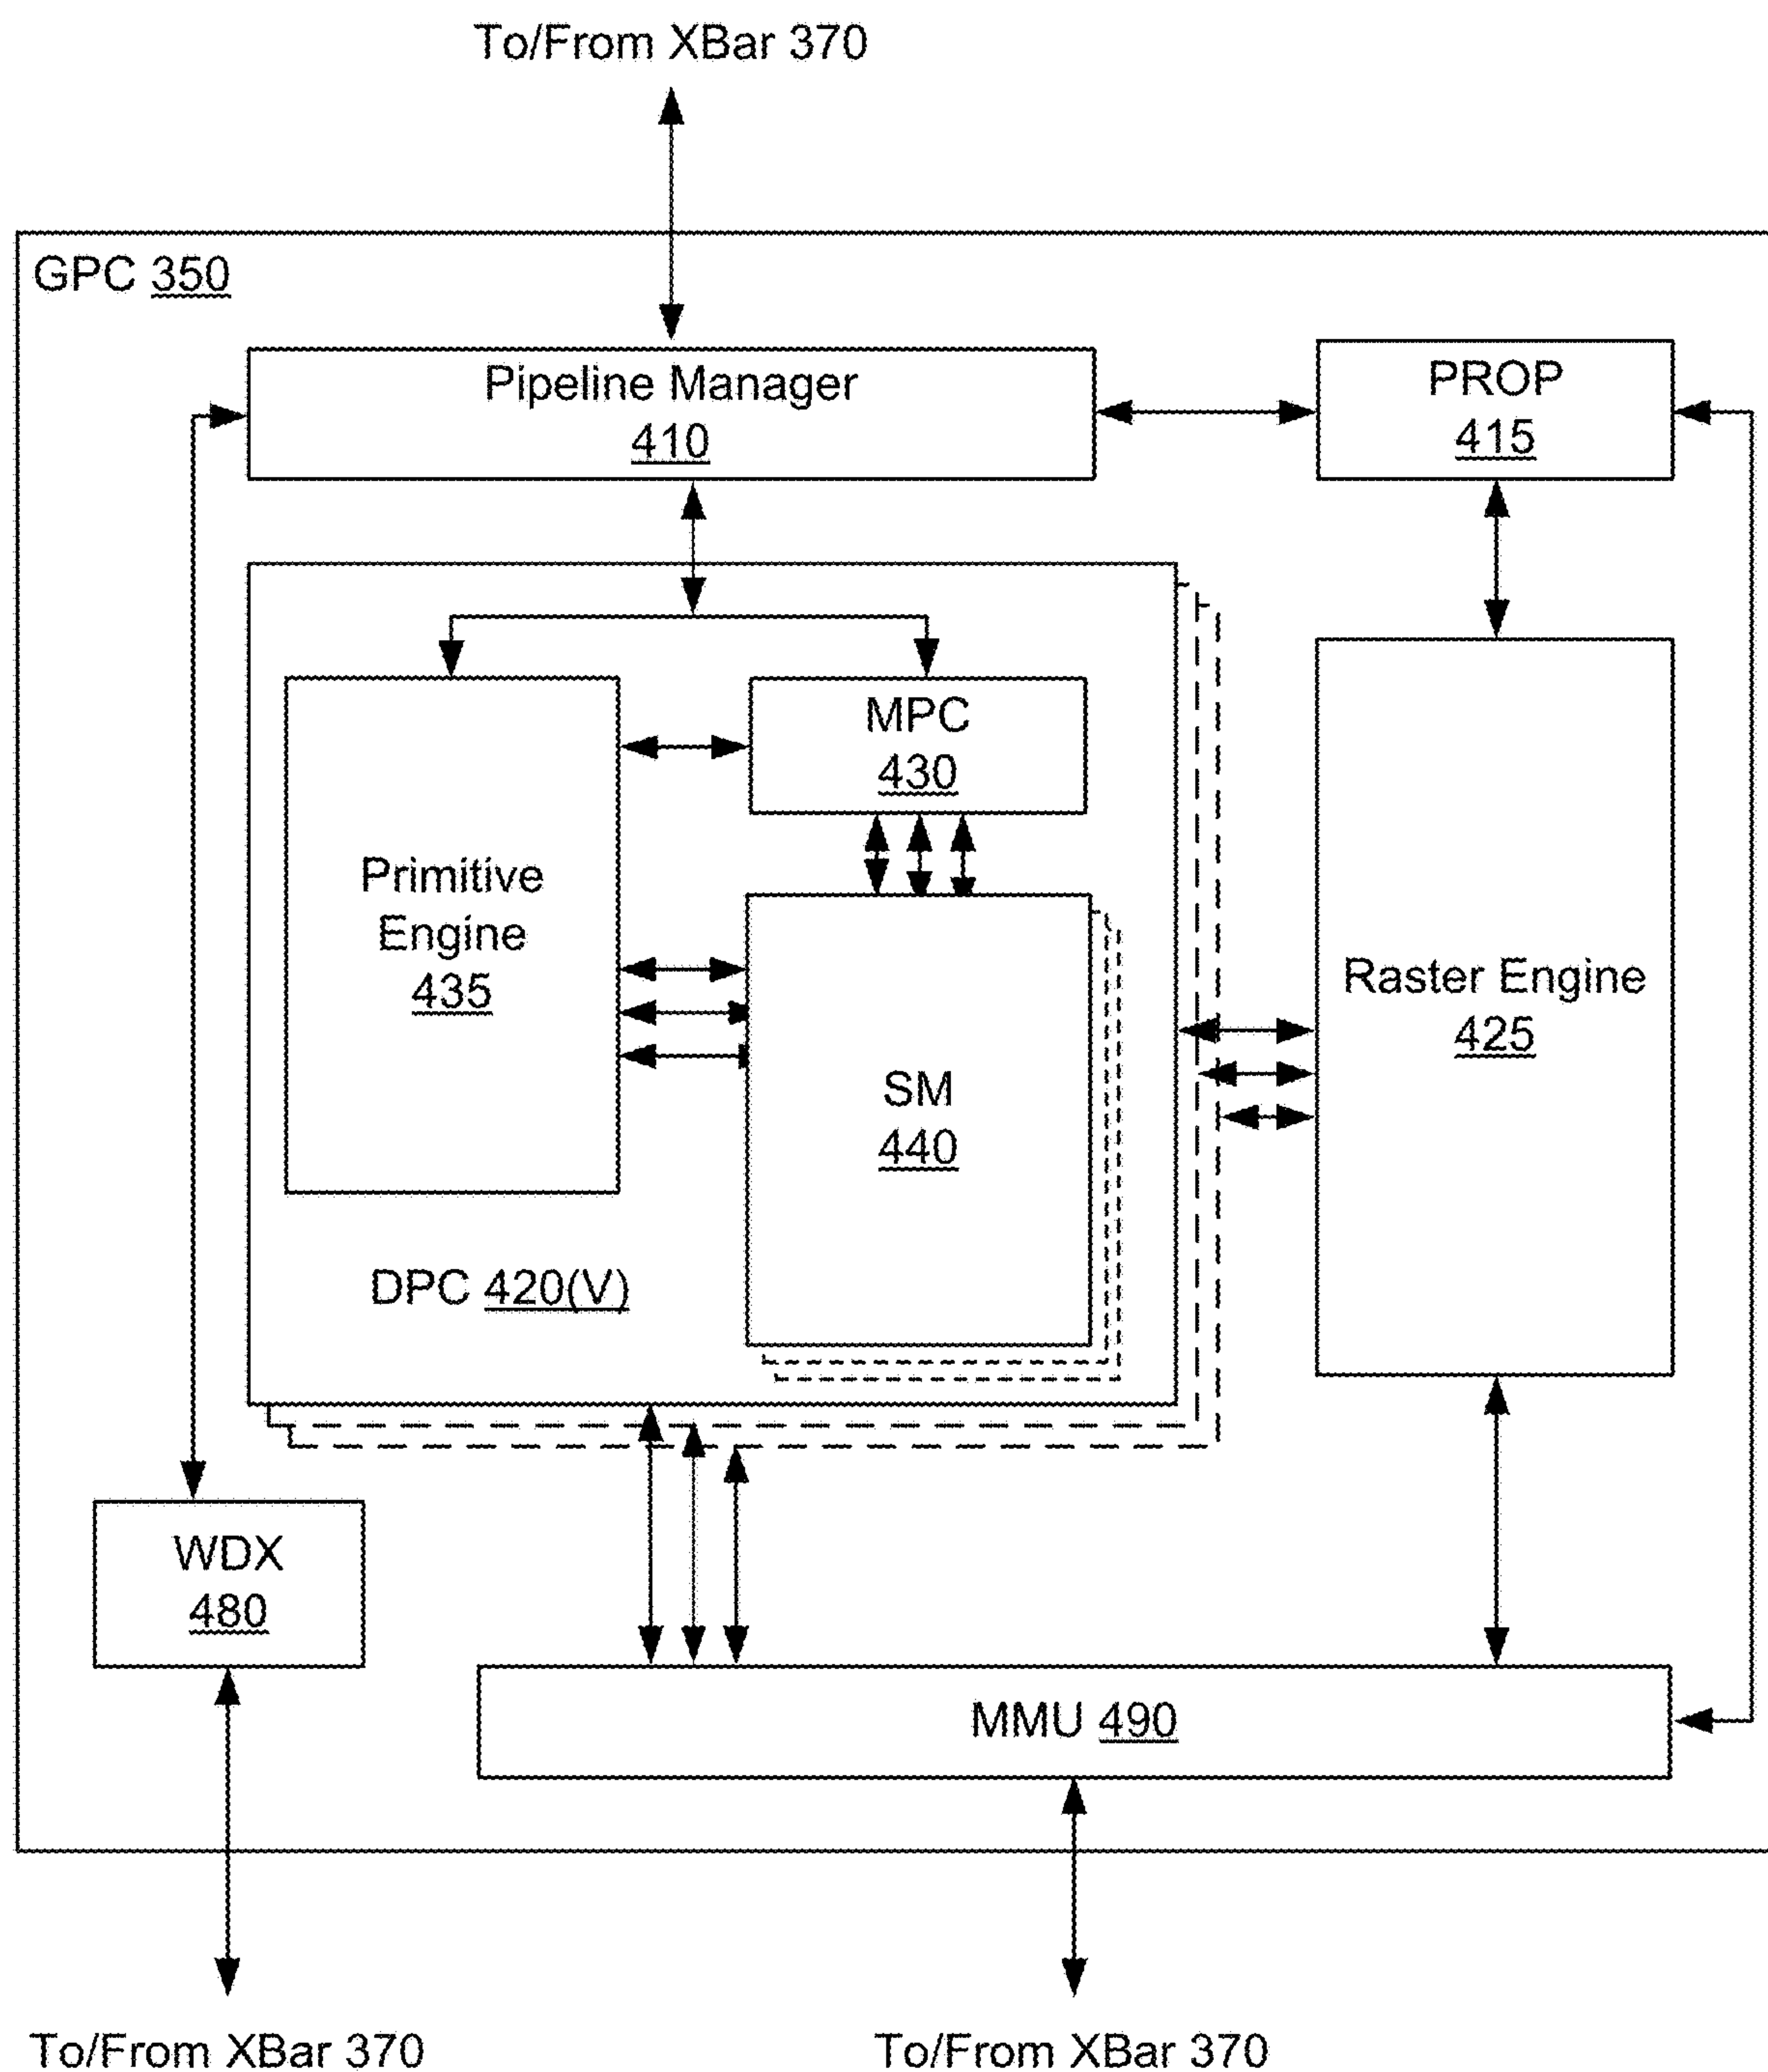 To/From XBar 370
GPC 350
Pipeline Manager
410
PROP
415
MPC
430
Primitive
Engine
435
Raster Engine
425
SM
440
DPC 420(V)
WDX
480
MMU 490
To/From XBar 370
To/From XBar 370